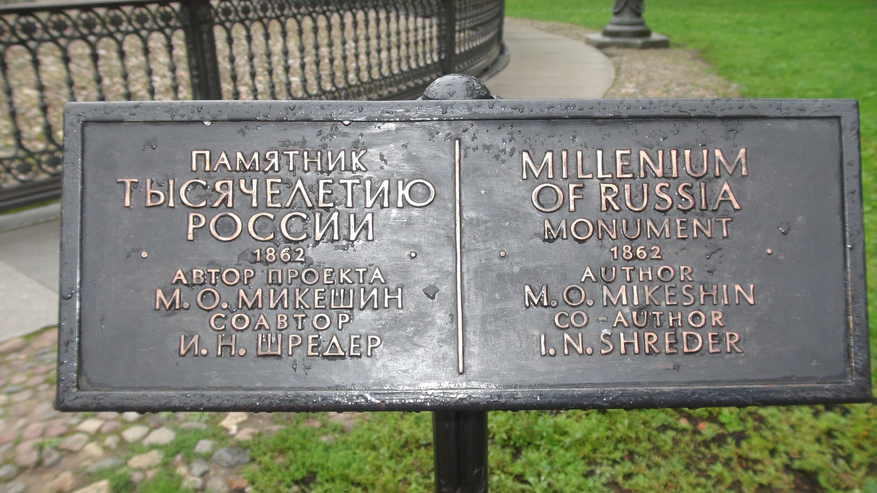 ПАМЯТНИК
ТЫСЯЧЕЛЕТИЮ
РОССИИ
1862
АВТОР ПРОЕКТА
М. О. МИКЕШИН
СОАВТОР
И. Н. ШРЕДЕР
MILLENIUM
OF RUSSIA
MONUMENT
1862
AUTHOR
M. O. MIKESHIN
CO - AUTHOR
I. N. SHREDER